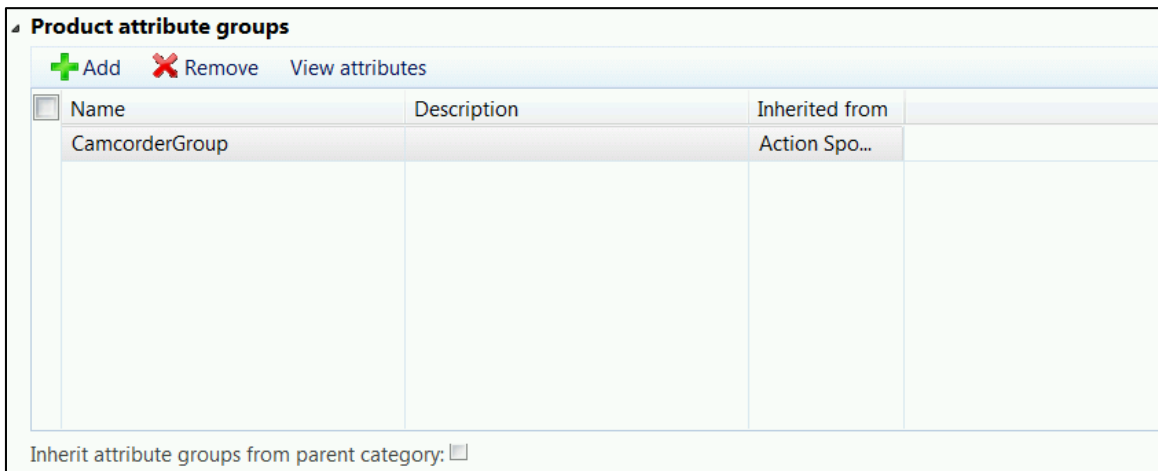 Product attribute groups
Add Remove View attributes
Name Description Inherited from
CamcorderGroup Action Spo...
Inherit attribute groups from parent category: